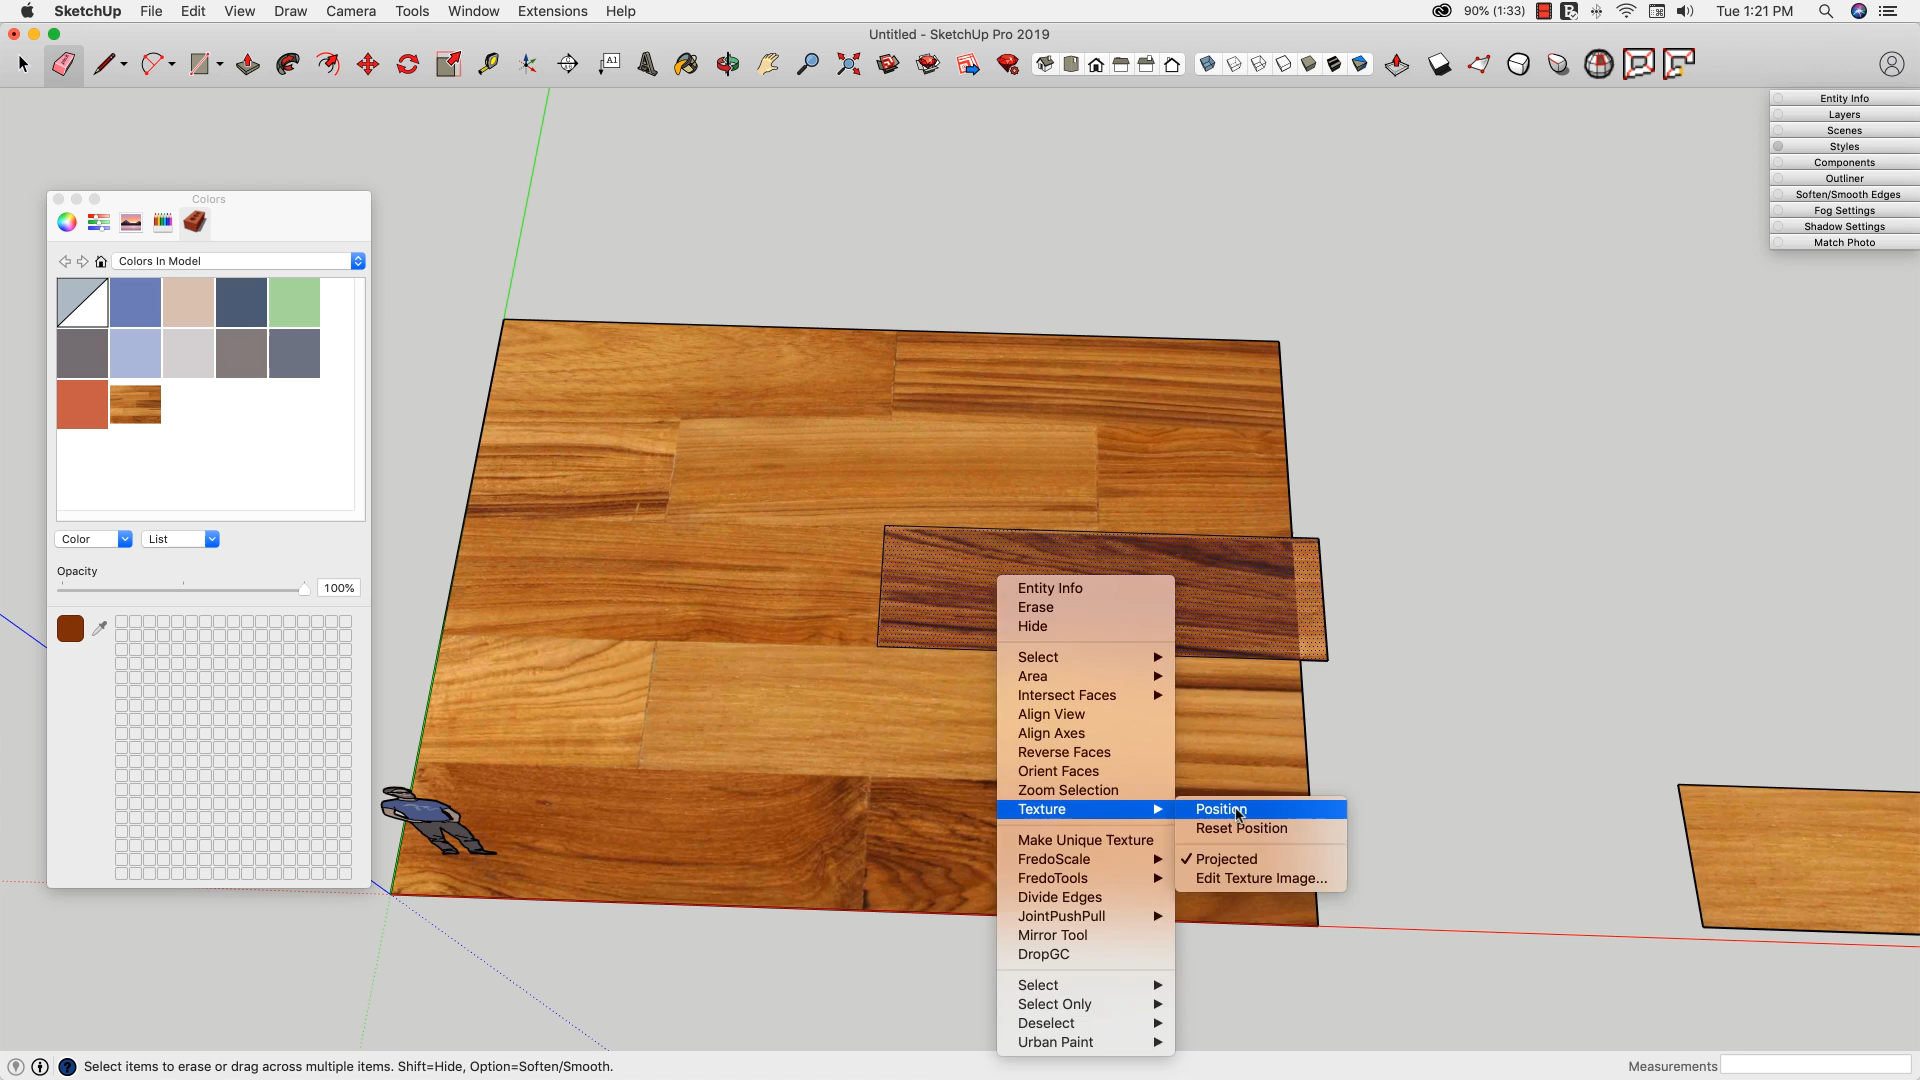 SketchUp File Edit View Draw Camera Tools Window Extensions Help
90% (1:33) Tue 1:21 PM
Untitled - SketchUp Pro 2019
A1
Entity Info
Layers
Scenes
Styles
Components
Outliner
Soften/Smooth Edges
Fog Settings
Shadow Settings
Match Photo
Colors
Colors In Model
Color List
Opacity
100%
Entity Info
Erase
Hide
Select
Area
Intersect Faces
Align View
Align Axes
Reverse Faces
Orient Faces
Zoom Selection
Texture
Make Unique Texture
FredoScale
FredoTools
Divide Edges
JointPushPull
Mirror Tool
DropGC
Select
Select Only
Deselect
Urban Paint
Position
Reset Position
Projected
Edit Texture Image...
Select items to erase or drag across multiple items. Shift=Hide, Option=Soften/Smooth.
Measurements